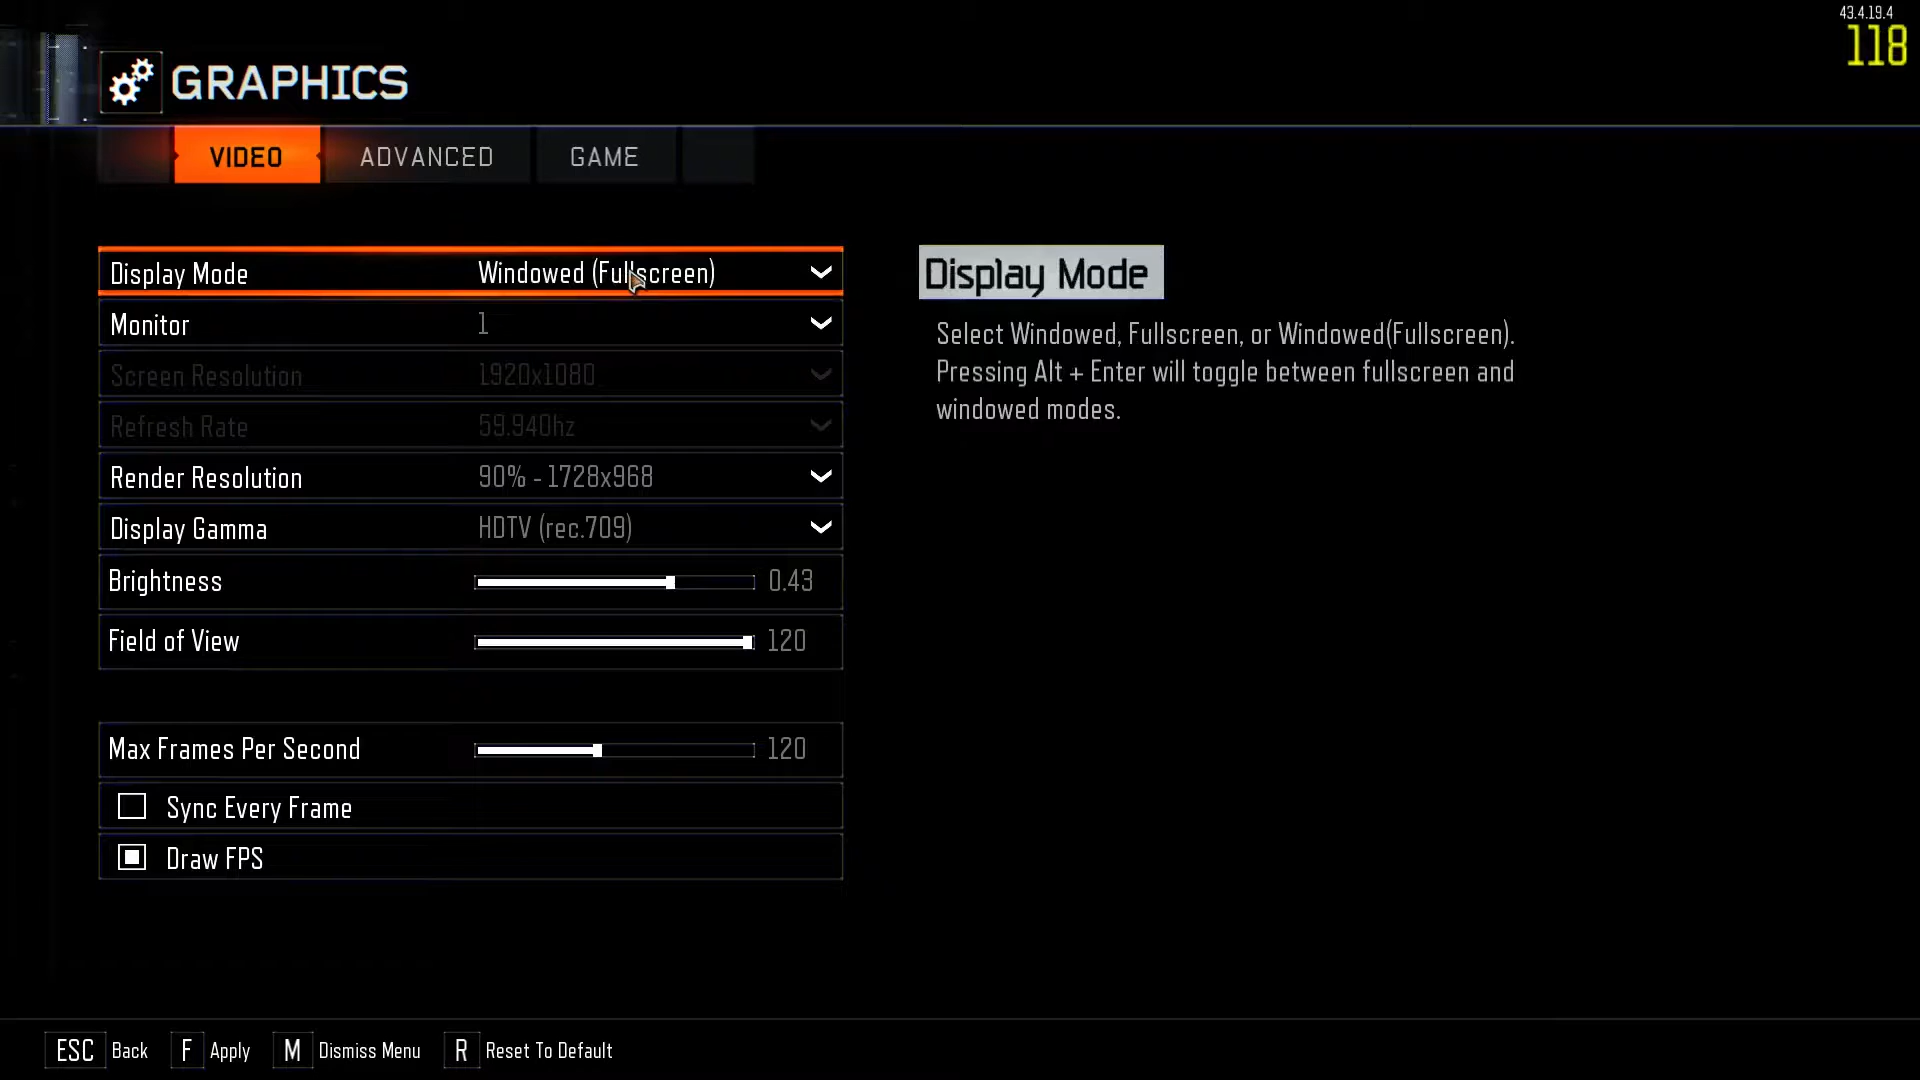 43.4.19.4
118
GRAPHICS
VIDEO ADVANCED GAME
Display Mode Windowed (Fullscreen)
Monitor 1
Screen Resolution 1920x1080
Refresh Rate 59.940hz
Render Resolution 90% - 1728x968
Display Gamma HDTV (rec.709)
Brightness 0.43
Field of View 120
Max Frames Per Second 120
Sync Every Frame
Draw FPS
Display Mode
Select Windowed, Fullscreen, or Windowed(Fullscreen).
Pressing Alt + Enter will toggle between fullscreen and
windowed modes.
ESC Back F Apply M Dismiss Menu R Reset To Default